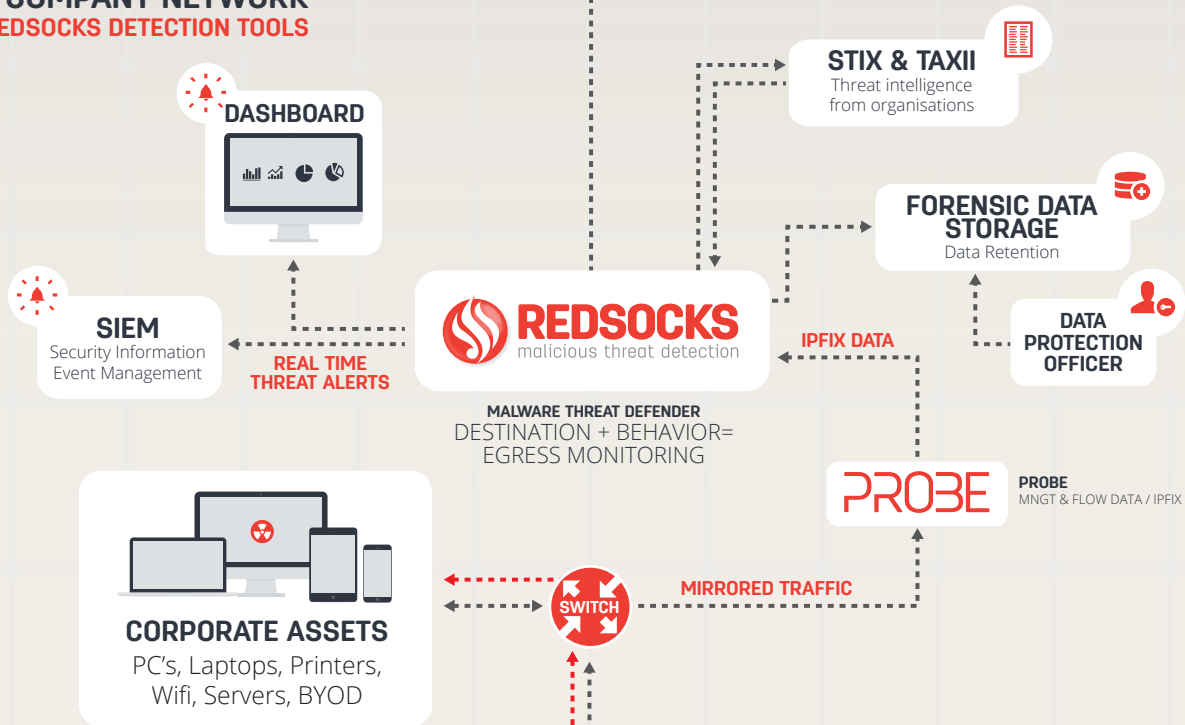 COMPANY NETWORK
REDSOCKS DETECTION TOOLS
STIX & TAXII
Threat intelligence
from organisations
DASHBOARD
FORENSIC DATA
STORAGE
Data Retention
SIEM
Security Information
Event Management
REAL TIME
THREAT ALERTS
REDSOCKS
malicious threat detection
IPFIX DATA
DATA
PROTECTION
OFFICER
MALWARE THREAT DEFENDER
DESTINATION + BEHAVIOR=
EGRESS MONITORING
PROBE
PROBE
MNGT & FLOW DATA / IPFIX
MIRRORED TRAFFIC
SWITCH
CORPORATE ASSETS
PC's, Laptops, Printers,
Wifi, Servers, BYOD